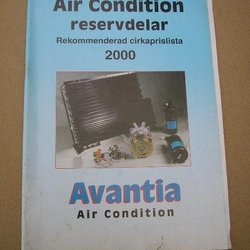 Air Condition
reservdelar
Rekommenderad cirkaprislista
2000
Avantia
Air Condition